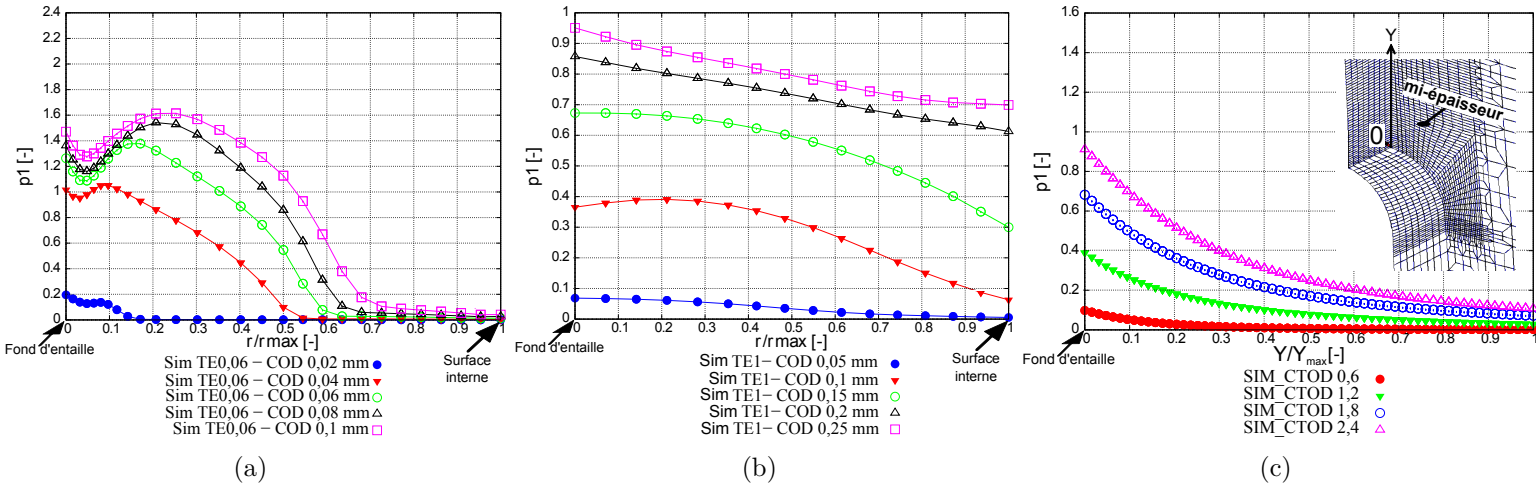 2.4
2.2
2
1.8
1.6
1.4
1.2
1
0.8
0.6
0.4
0.2
0
p1 [-]
0 0.1 0.2 0.3 0.4 0.5 0.6 0.7 0.8 0.9 1
r/rmax [-]
Fond d'entaille
Surface
interne
Sim TE0,06 − COD 0,02 mm
Sim TE0,06 − COD 0,04 mm
Sim TE0,06 − COD 0,06 mm
Sim TE0,06 − COD 0,08 mm
Sim TE0,06 − COD 0,1 mm
(a)
1
0.9
0.8
0.7
0.6
0.5
0.4
0.3
0.2
0.1
0
p1 [-]
0 0.1 0.2 0.3 0.4 0.5 0.6 0.7 0.8 0.9 1
r/rmax [-]
Fond d'entaille
Surface
interne
Sim TE1− COD 0,05 mm
Sim TE1− COD 0,1 mm
Sim TE1− COD 0,15 mm
Sim TE1− COD 0,2 mm
Sim TE1− COD 0,25 mm
(b)
1.6
1.4
1.2
1
0.8
0.6
0.4
0.2
0
p1 [-]
Y
mi-épaisseur
0
0 0.1 0.2 0.3 0.4 0.5 0.6 0.7 0.8 0.9 1
Y/Ymax[-]
Fond d'entaille
SIM_CTOD 0,6
SIM_CTOD 1,2
SIM_CTOD 1,8
SIM_CTOD 2,4
(c)